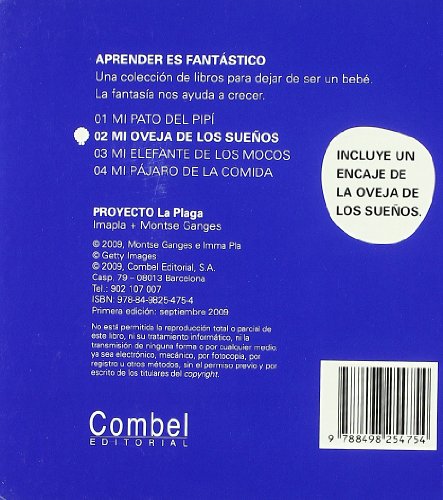 APRENDER ES FANTÁSTICO
Una colección de libros para dejar de ser un bebé.
La fantasía nos ayuda a crecer.
01 MI PATO DEL PIPÍ
02 MI OVEJA DE LOS SUEÑOS
03 MI ELEFANTE DE LOS MOCOS
04 MI PÁJARO DE LA COMIDA
INCLUYE UN
ENCAJE DE
LA OVEJA DE
LOS SUEÑOS.
PROYECTO La Plaga
Imapla + Montse Ganges
© 2009, Montse Ganges e Imma Pla
© Getty Images
© 2009, Combel Editorial, S.A.
Casp, 79 – 08013 Barcelona
Tel.: 902 107 007
ISBN: 978-84-9825-475-4
Primera edición: septiembre 2009
No está permitida la reproducción total o parcial de
este libro, ni su tratamiento informático, ni la
transmisión de ninguna forma o por cualquier medio,
ya sea electrónico, mecánico, por fotocopia, por
registro u otros métodos, sin el permiso previo y por
escrito de los titulares del copyright.
Combel
EDITORIAL
9 788498 254754